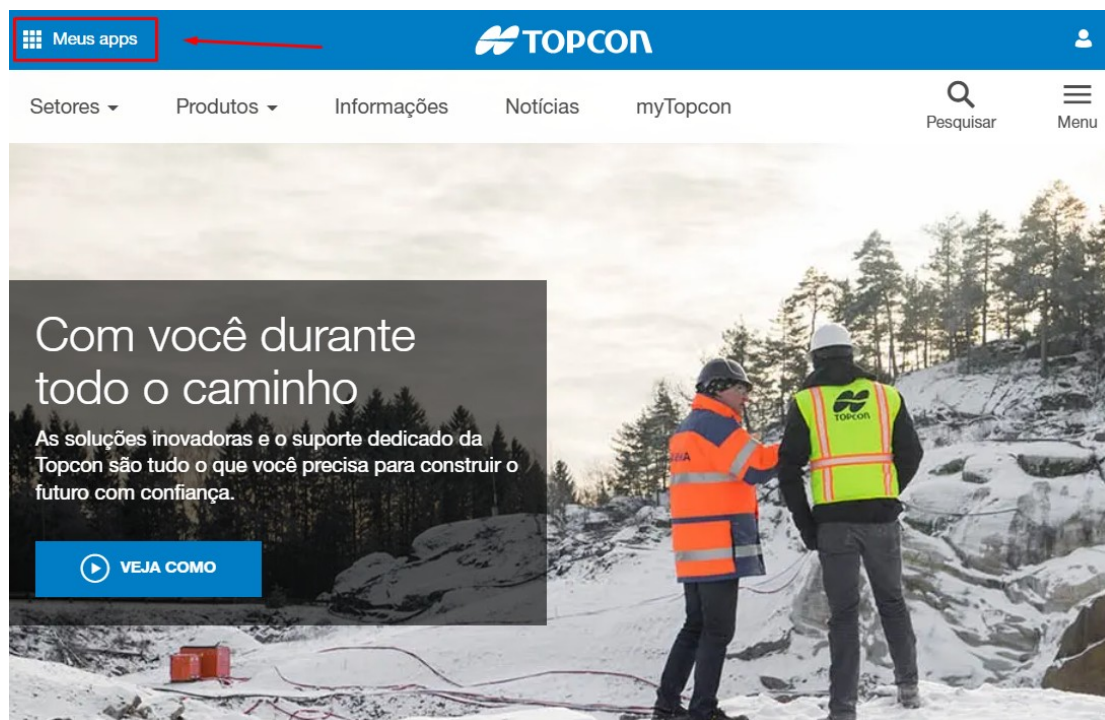 Meus apps
TOPCON
Setores
Produtos
Informações
Notícias
myTopcon
Pesquisar
Menu
Com você durante
todo o caminho
As soluções inovadoras e o suporte dedicado da
Topcon são tudo o que você precisa para construir o
futuro com confiança.
VEJA COMO
TOPCON